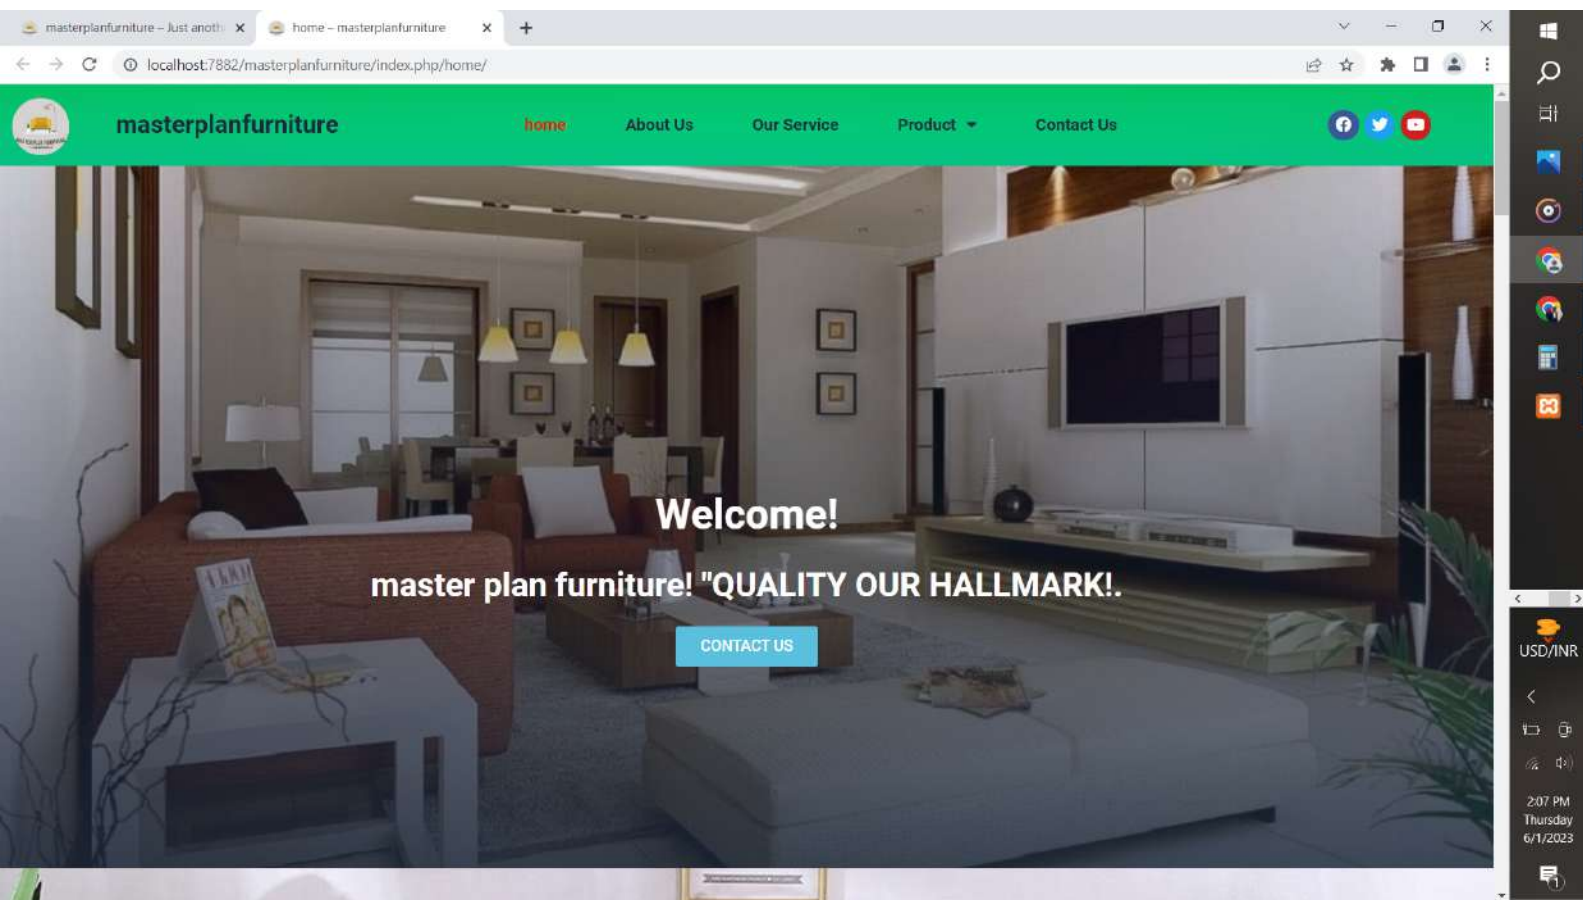 masterplanfurniture – Just anoth
home – masterplanfurniture
localhost:7882/masterplanfurniture/index.php/home/
masterplanfurniture
home
About Us
Our Service
Product
Contact Us
Welcome!
master plan furniture! "QUALITY OUR HALLMARK!.
CONTACT US
USD/INR
2:07 PM
Thursday
6/1/2023
1